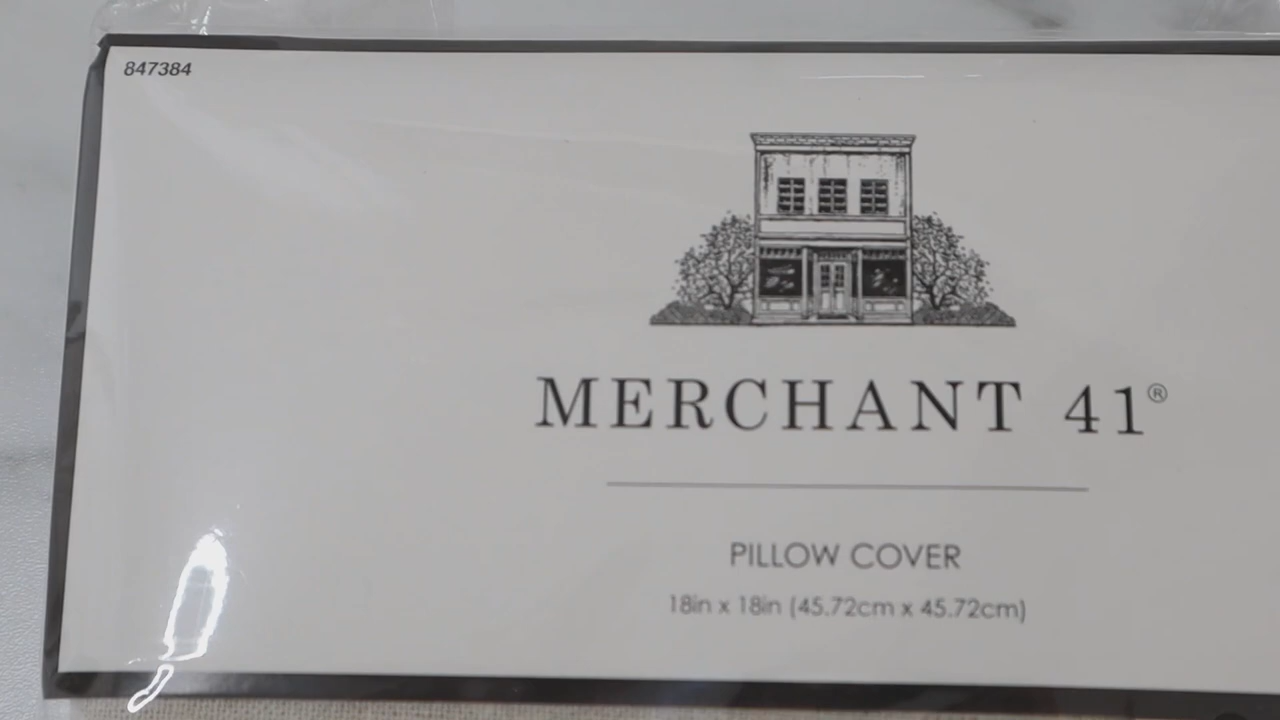 847384
MERCHANT 41®
PILLOW COVER
18in x 18in (45.72cm x 45.72cm)